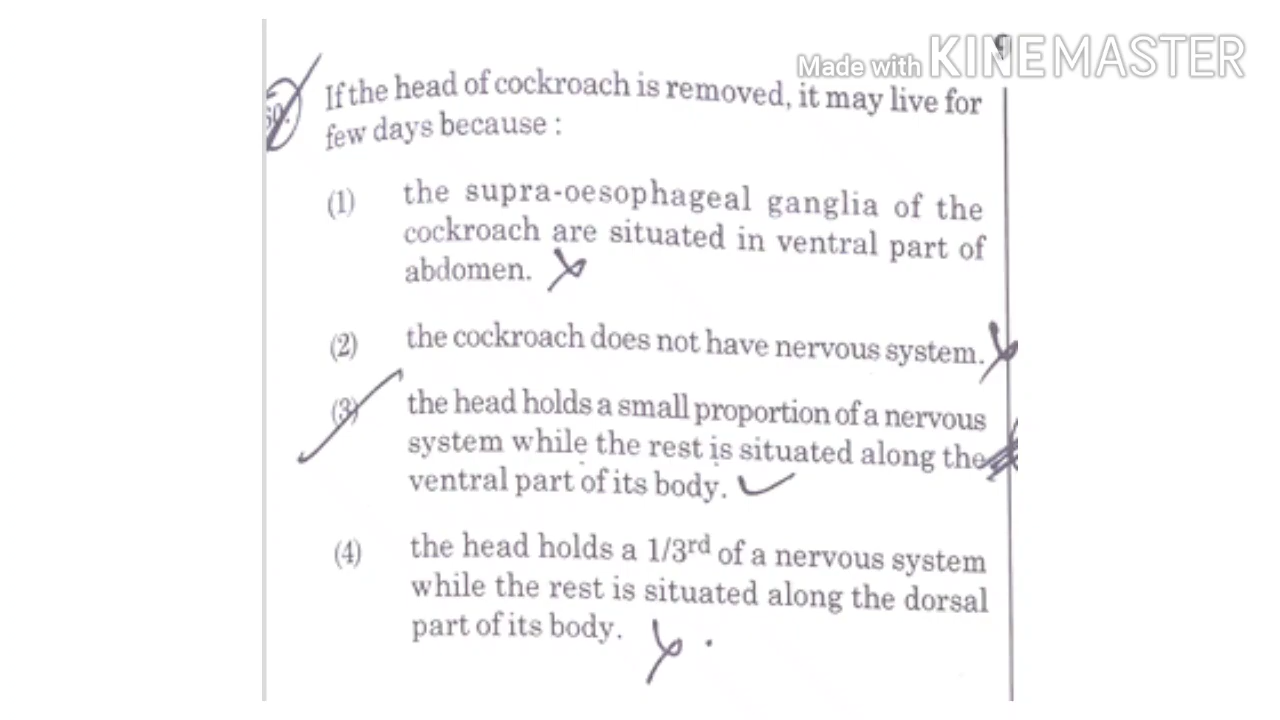 9
Made with KINEMASTER
60. If the head of cockroach is removed, it may live for
few days because :
(1) the supra-oesophageal ganglia of the
cockroach are situated in ventral part of
abdomen.
(2) the cockroach does not have nervous system.
(3) the head holds a small proportion of a nervous
system while the rest is situated along the
ventral part of its body.
(4) the head holds a 1/3rd of a nervous system
while the rest is situated along the dorsal
part of its body.